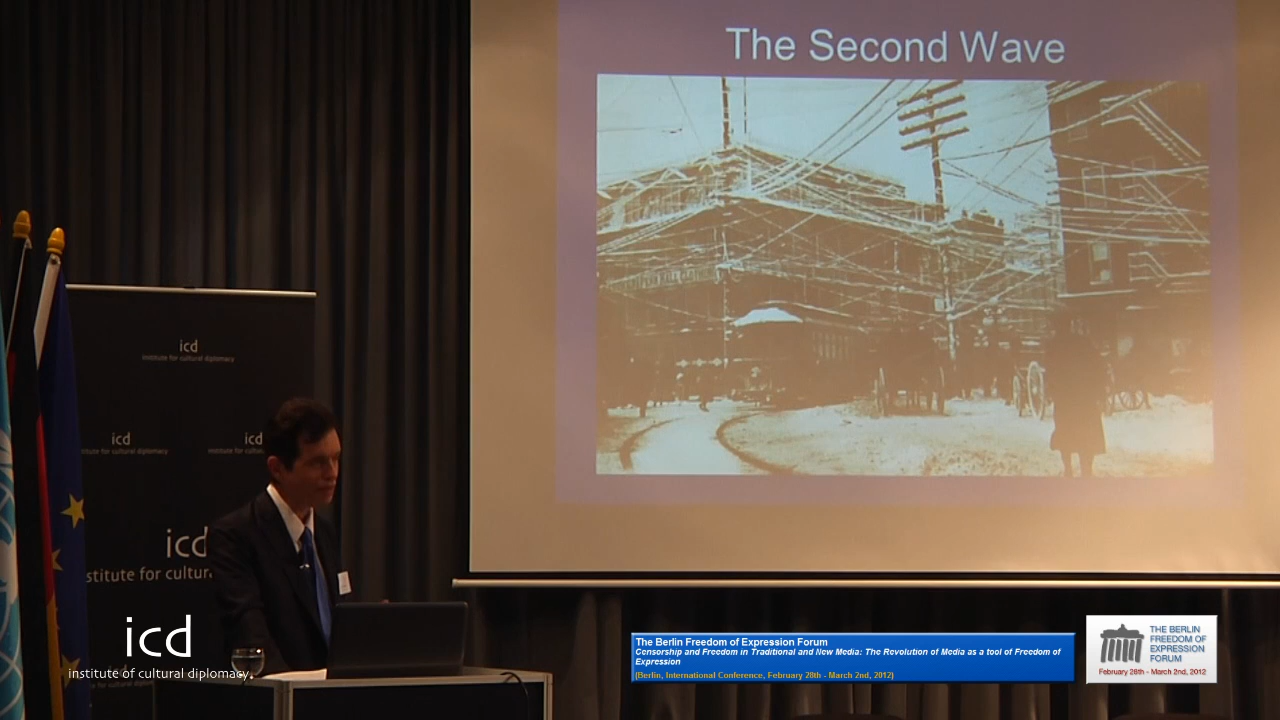 The Second Wave
icd
institute for cultural diplomacy
icd
icd
institute for cultural diplomacy
icd
icd
institute of cultural diplomacy.
The Berlin Freedom of Expression Forum
Censorship and Freedom in Traditional and New Media: The Revolution of Media as a tool of Freedom of
Expression
(Berlin, International Conference, February 28th - March 2nd, 2012)
THE BERLIN
FREEDOM OF
EXPRESSION
FORUM
February 28th - March 2nd, 2012